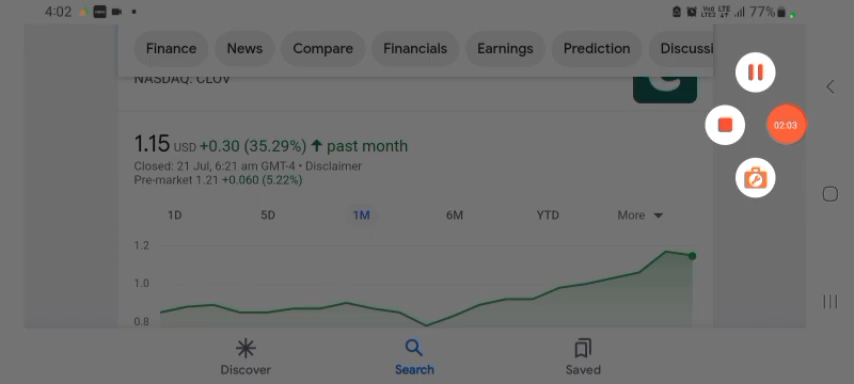 4:02
77%
Finance News Compare Financials Earnings Prediction Discussi
NASDAQ: CLOV
1.15 USD +0.30 (35.29%) ↑ past month
Closed: 21 Jul, 6:21 am GMT-4 • Disclaimer
Pre-market 1.21 +0.060 (5.22%)
1D 5D 1M 6M YTD More
1.2
1.0
0.8
02:03
Discover Search Saved